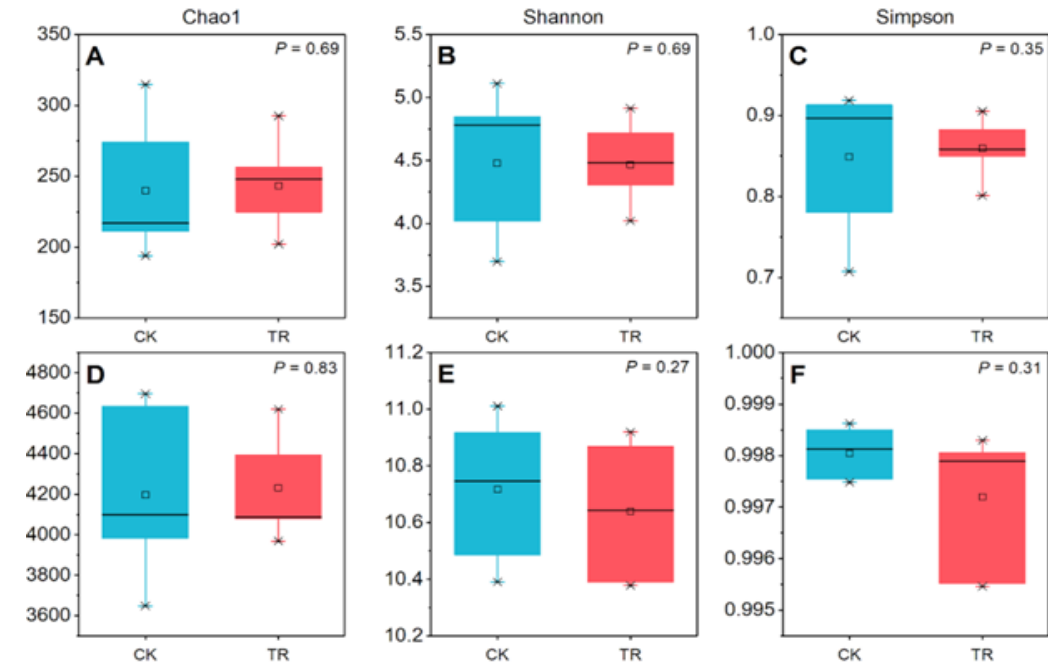 Chao1 Shannon Simpson
350 A P = 0.69
300
250
200
150
CK TR
5.5 B P = 0.69
5.0
4.5
4.0
3.5
CK TR
1.0 C P = 0.35
0.9
0.8
0.7
CK TR
4800 D P = 0.83
4600
4400
4200
4000
3800
3600
CK TR
11.2 E P = 0.27
11.0
10.8
10.6
10.4
10.2
CK TR
1.000 F P = 0.31
0.999
0.998
0.997
0.996
0.995
CK TR